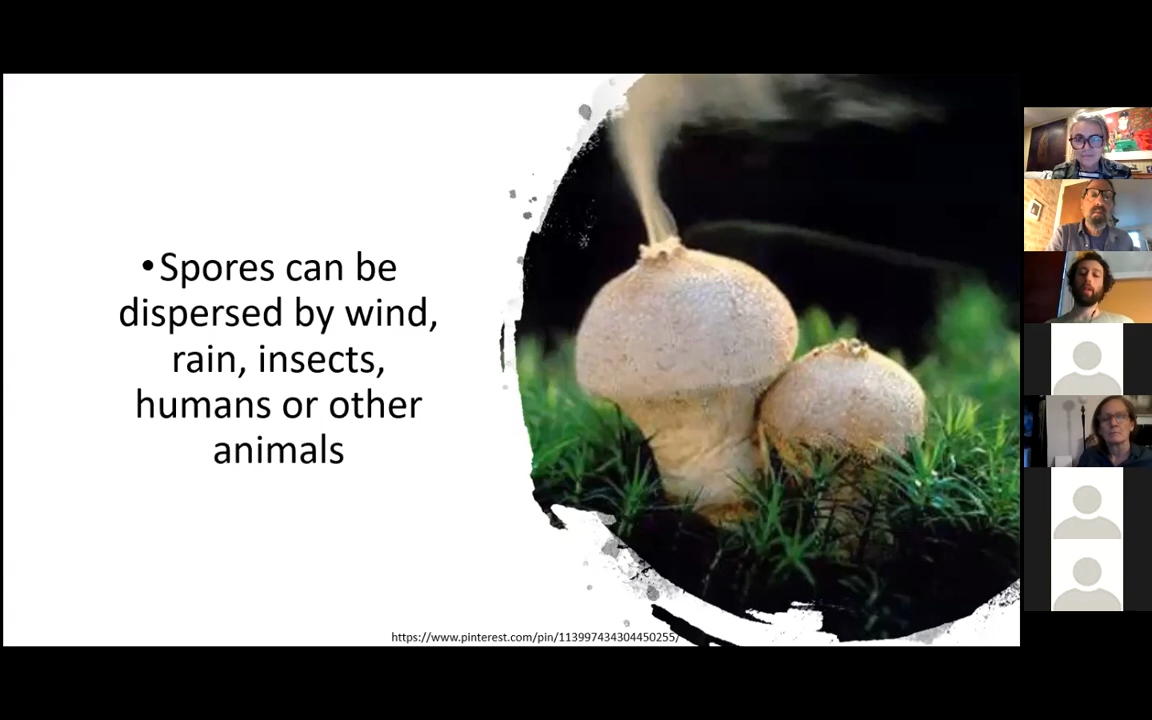 •Spores can be
dispersed by wind,
rain, insects,
humans or other
animals
https://www.pinterest.com/pin/113997434304450255/